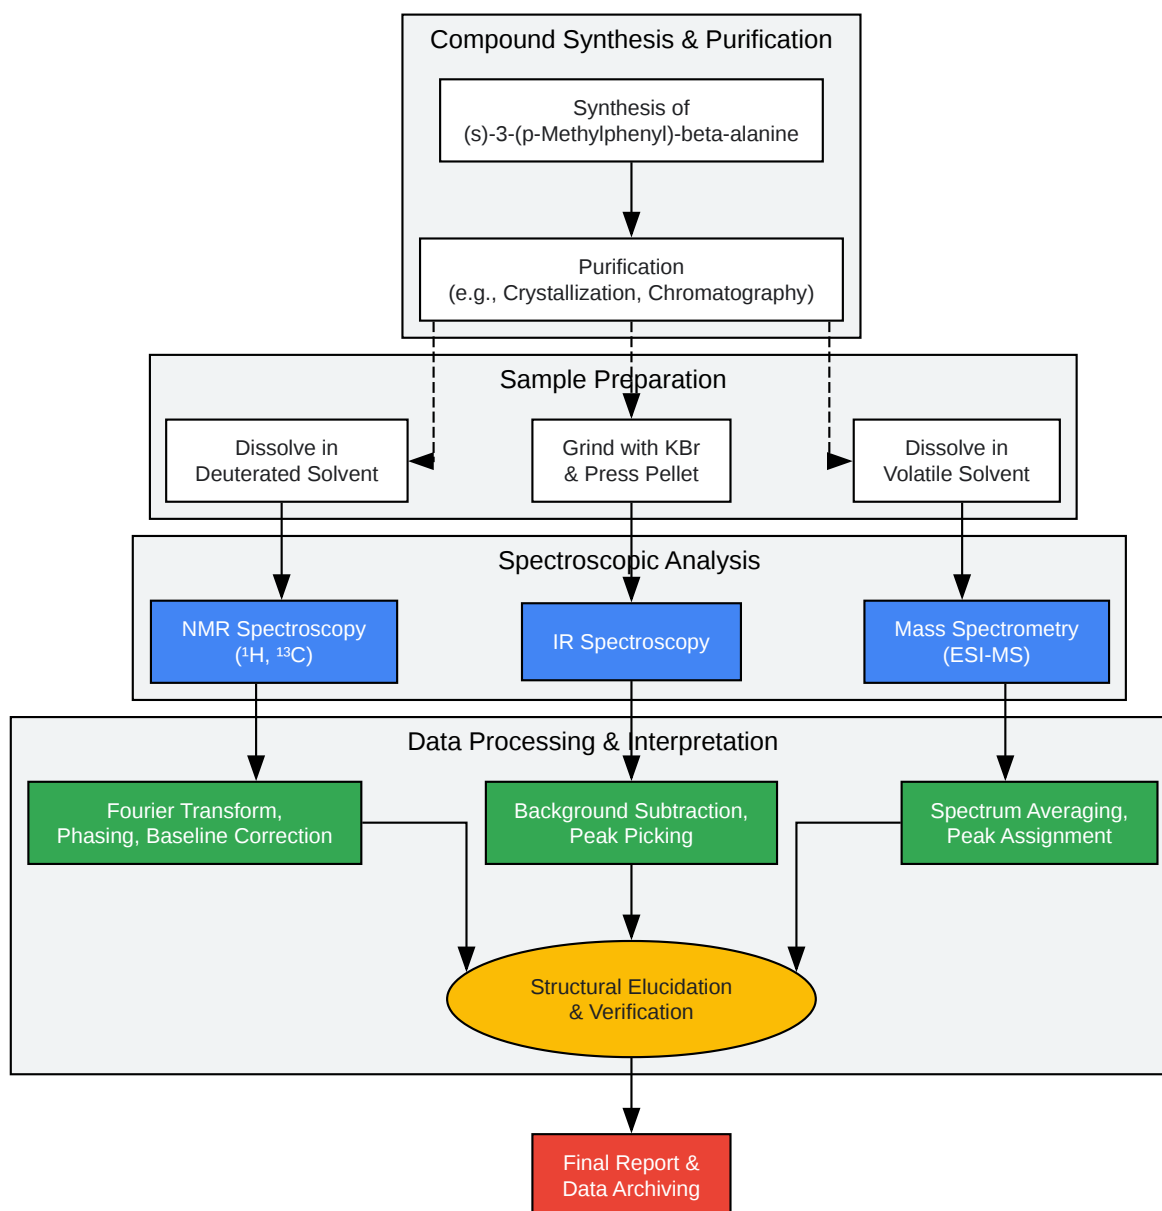 Compound Synthesis & Purification
Synthesis of
(s)-3-(p-Methylphenyl)-beta-alanine
Purification
(e.g., Crystallization, Chromatography)
Sample Preparation
Dissolve in
Deuterated Solvent
Grind with KBr
& Press Pellet
Dissolve in
Volatile Solvent
Spectroscopic Analysis
NMR Spectroscopy
(¹H, ¹³C)
IR Spectroscopy
Mass Spectrometry
(ESI-MS)
Data Processing & Interpretation
Fourier Transform,
Phasing, Baseline Correction
Background Subtraction,
Peak Picking
Spectrum Averaging,
Peak Assignment
Structural Elucidation
& Verification
Final Report &
Data Archiving